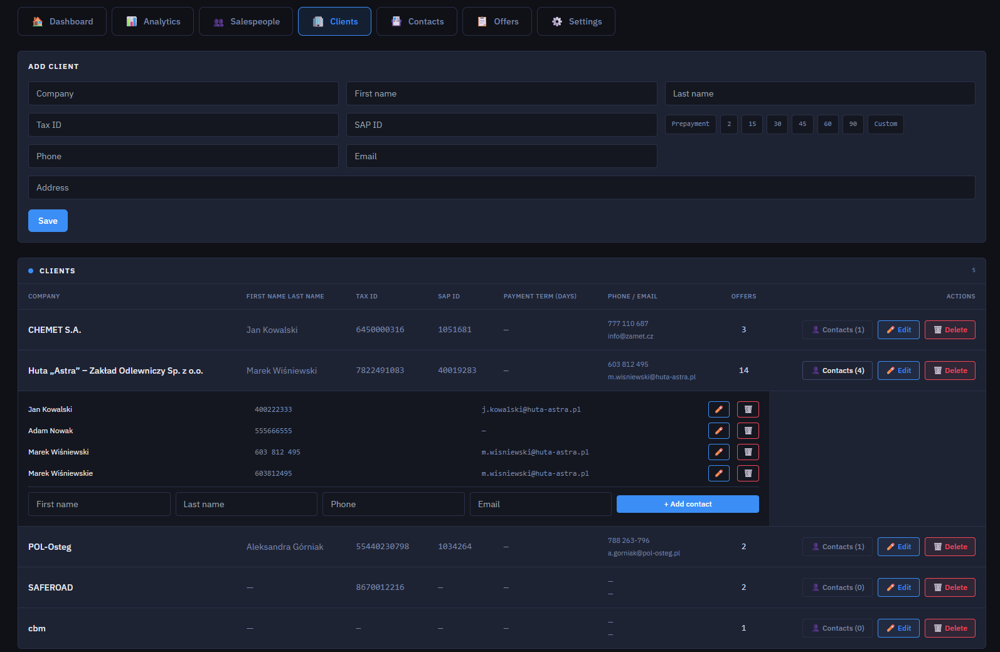 Dashboard Analytics Salespeople Clients Contacts Offers Settings
ADD CLIENT
Company First name Last name
Tax ID SAP ID Prepayment 2 15 30 45 60 90 Custom
Phone Email
Address
Save
CLIENTS 5
COMPANY FIRST NAME LAST NAME TAX ID SAP ID PAYMENT TERM (DAYS) PHONE / EMAIL OFFERS ACTIONS
CHEMET S.A. Jan Kowalski 6450000316 1051681 — 777 110 687 3 Contacts (1) Edit Delete
info@zamet.cz
Huta „Astra” – Zakład Odlewniczy Sp. z o.o. Marek Wiśniewski 7822491083 40019283 — 603 812 495 14 Contacts (4) Edit Delete
m.wisniewski@huta-astra.pl
Jan Kowalski 400222333 j.kowalski@huta-astra.pl
Adam Nowak 555666555 —
Marek Wiśniewski 603 812 495 m.wisniewski@huta-astra.pl
Marek Wiśniewskie 603812495 m.wisniewski@huta-astra.pl
First name Last name Phone Email + Add contact
POL-Osteg Aleksandra Górniak 55440230798 1034264 — 788 263-796 2 Contacts (1) Edit Delete
a.gorniak@pol-osteg.pl
SAFEROAD — 8670012216 — — — 2 Contacts (0) Edit Delete
—
cbm — — — — — 1 Contacts (0) Edit Delete
—